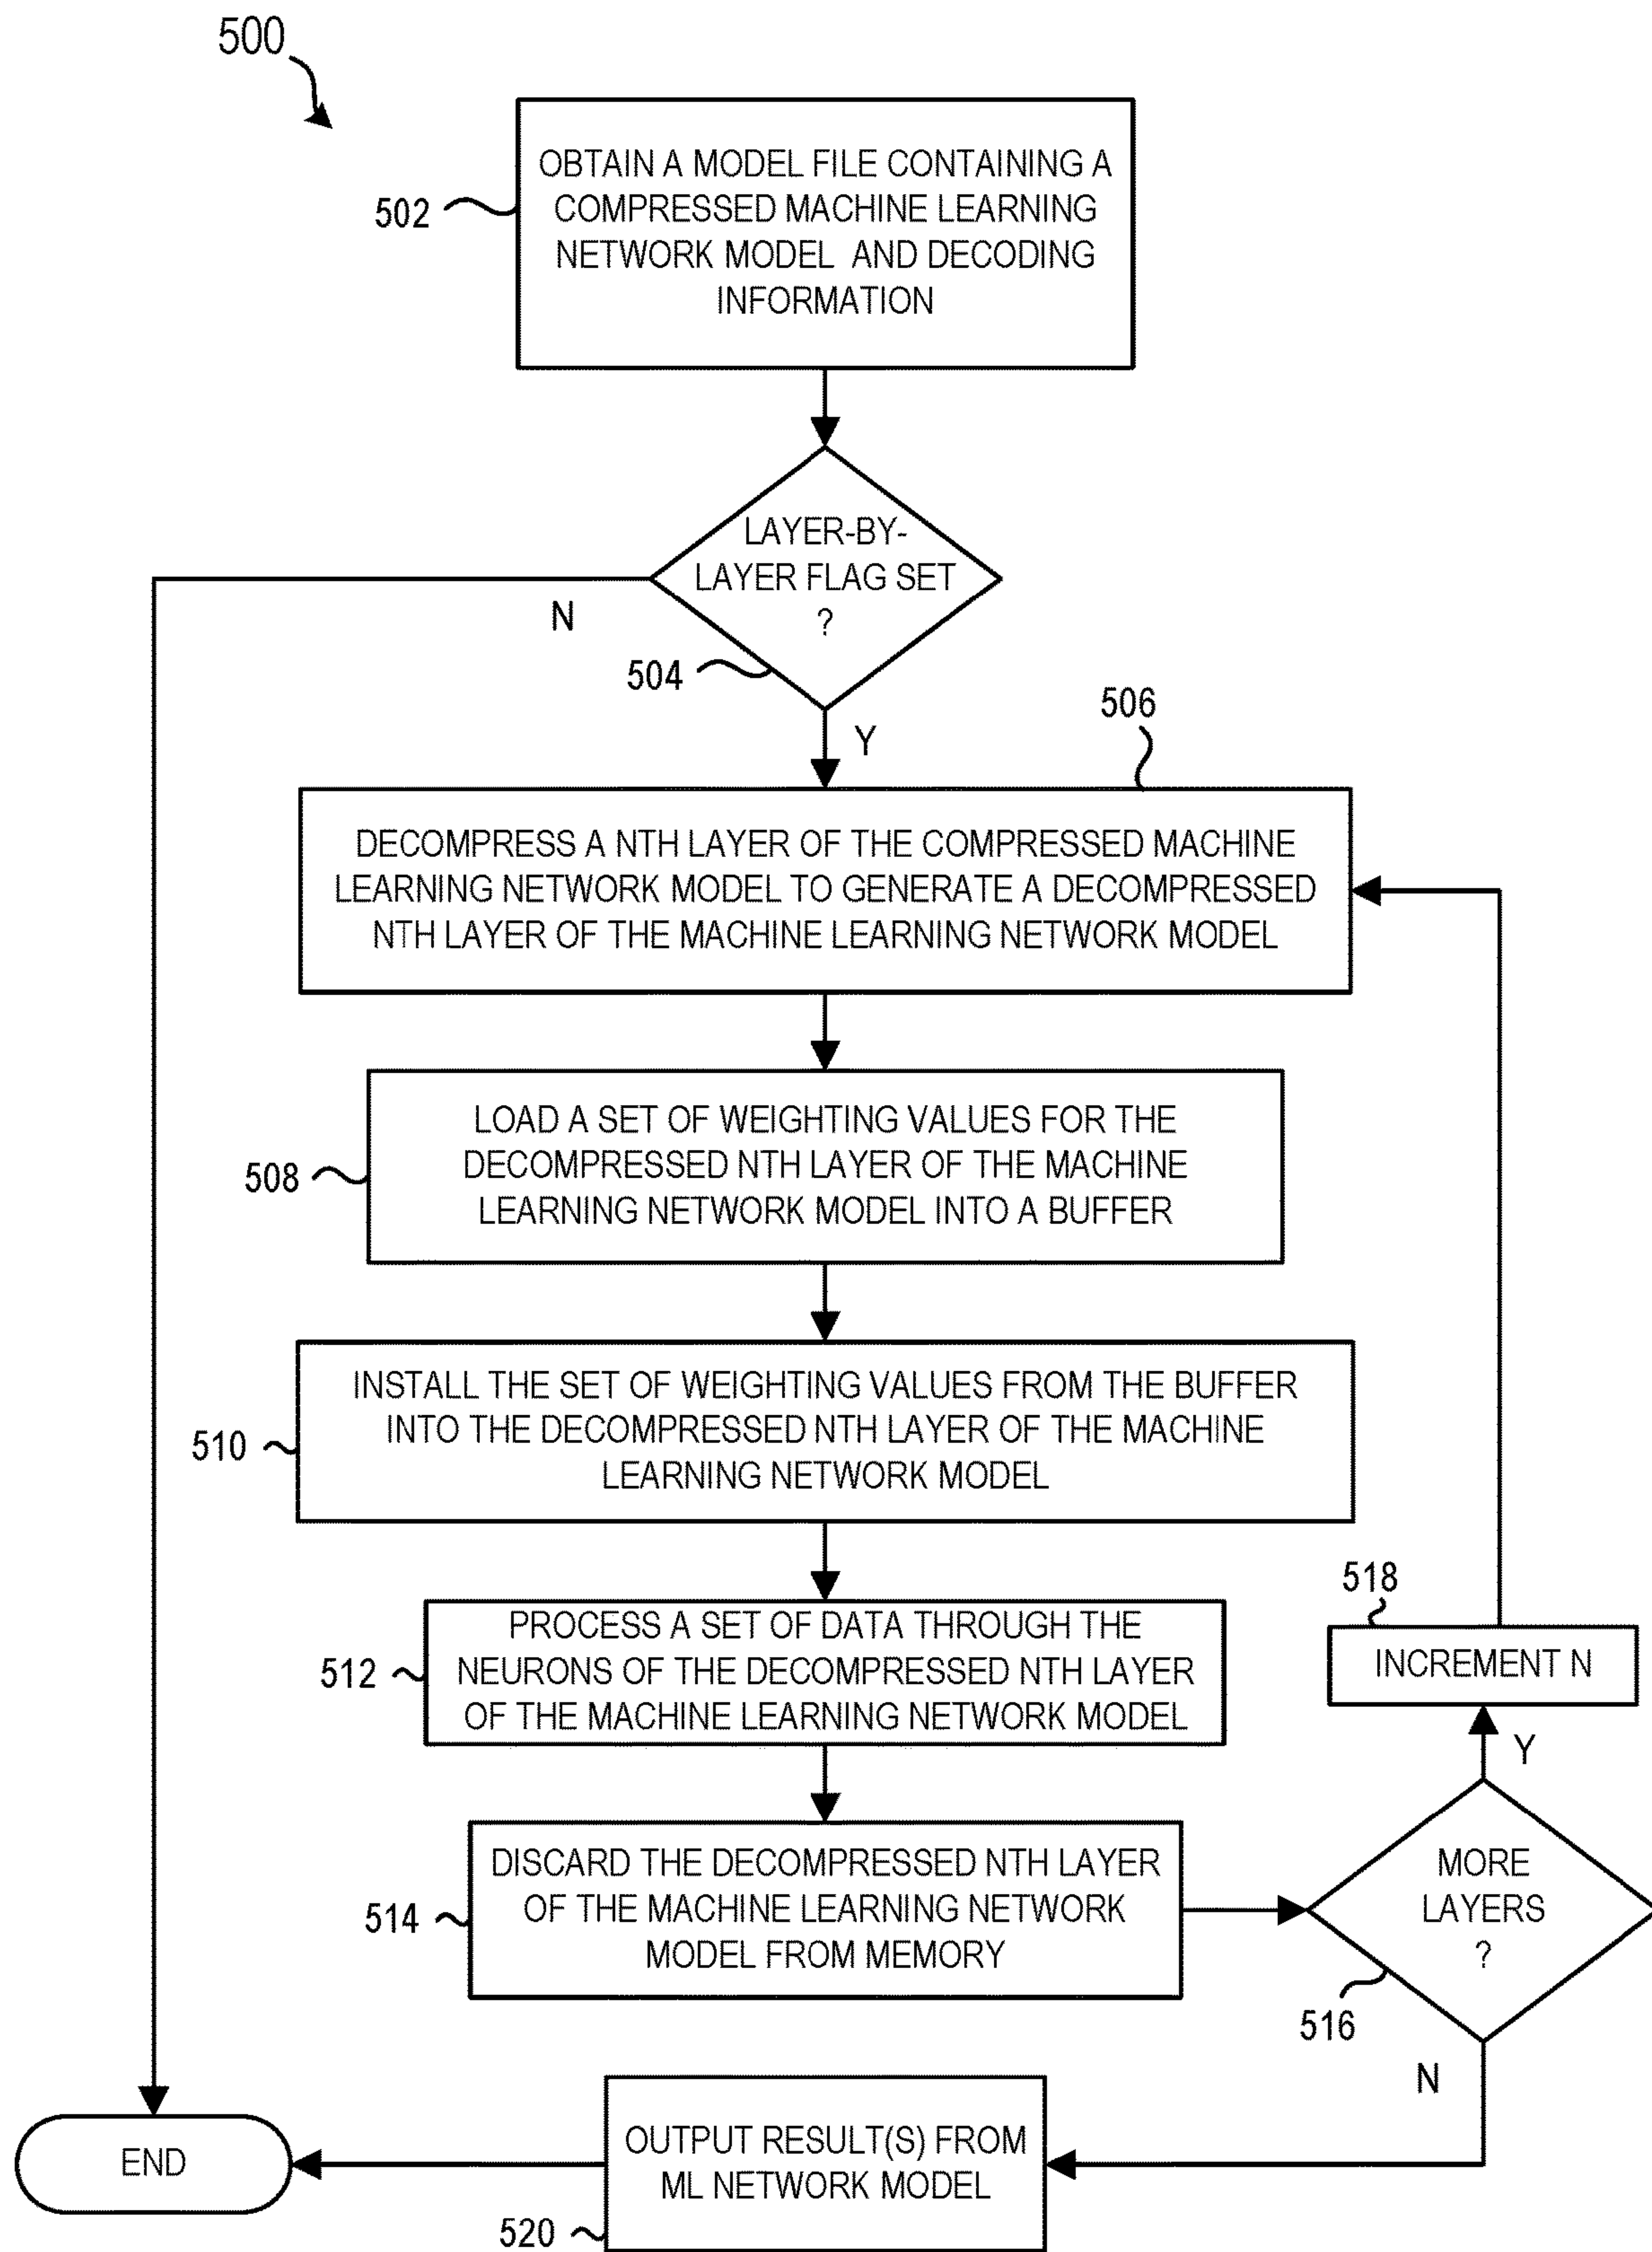 500
OBTAIN A MODEL FILE CONTAINING A
COMPRESSED MACHINE LEARNING
NETWORK MODEL AND DECODING
INFORMATION
502
LAYER-BY-
LAYER FLAG SET
?
N
504
Y
506
DECOMPRESS A NTH LAYER OF THE COMPRESSED MACHINE
LEARNING NETWORK MODEL TO GENERATE A DECOMPRESSED
NTH LAYER OF THE MACHINE LEARNING NETWORK MODEL
LOAD A SET OF WEIGHTING VALUES FOR THE
DECOMPRESSED NTH LAYER OF THE MACHINE
LEARNING NETWORK MODEL INTO A BUFFER
508
INSTALL THE SET OF WEIGHTING VALUES FROM THE BUFFER
INTO THE DECOMPRESSED NTH LAYER OF THE MACHINE
LEARNING NETWORK MODEL
510
PROCESS A SET OF DATA THROUGH THE
NEURONS OF THE DECOMPRESSED NTH LAYER
OF THE MACHINE LEARNING NETWORK MODEL
512
518
INCREMENT N
Y
DISCARD THE DECOMPRESSED NTH LAYER
OF THE MACHINE LEARNING NETWORK
MODEL FROM MEMORY
514
MORE
LAYERS
?
516
N
OUTPUT RESULT(S) FROM
ML NETWORK MODEL
520
END